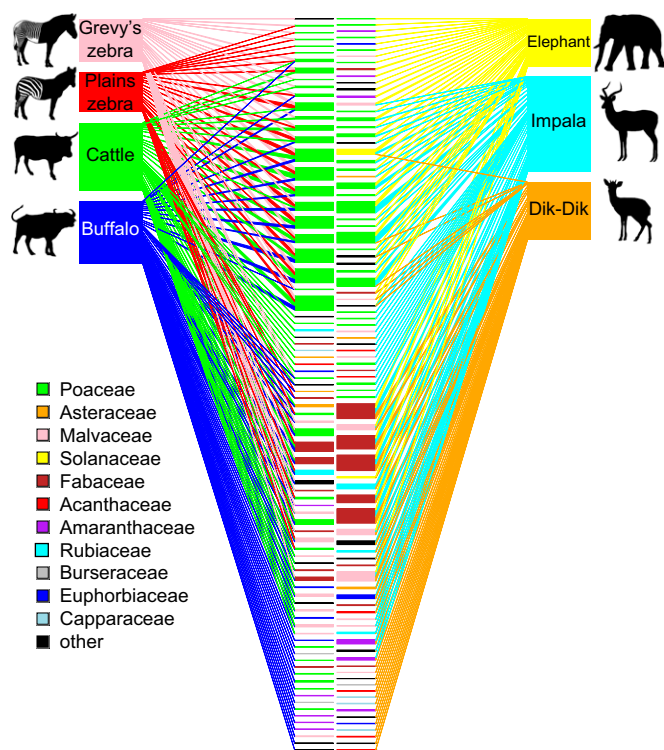 Grevy's
zebra
Plains
zebra
Cattle
Buffalo
Elephant
Impala
Dik-Dik
Poaceae
Asteraceae
Malvaceae
Solanaceae
Fabaceae
Acanthaceae
Amaranthaceae
Rubiaceae
Burseraceae
Euphorbiaceae
Capparaceae
other